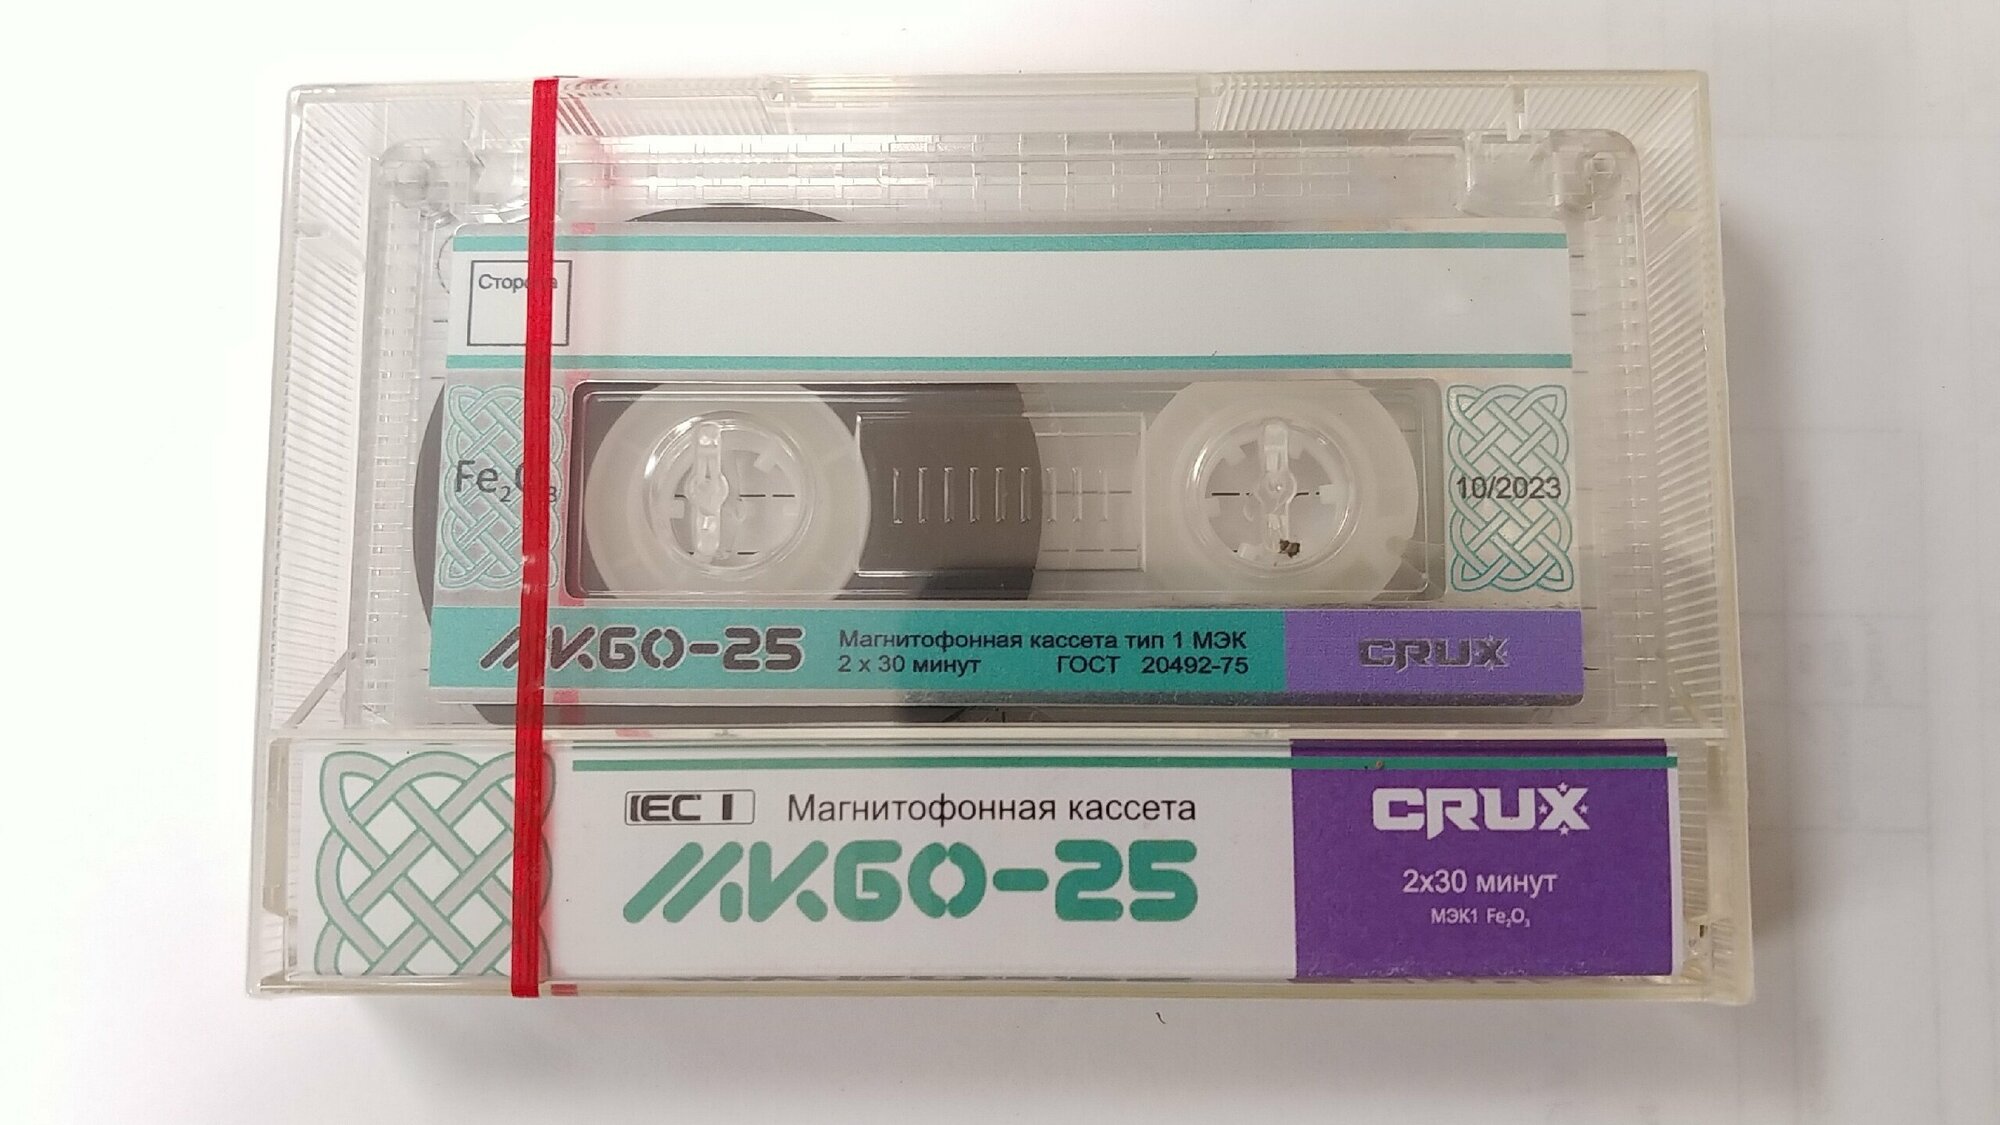 Сторона
Fe₂O₃
10/2023
МК60-25
Магнитофонная кассета тип 1 МЭК
2 x 30 минут ГОСТ 20492-75
CRUX
IEC I Магнитофонная кассета
МК60-25
CRUX
2x30 минут
МЭК1 Fe₂O₃